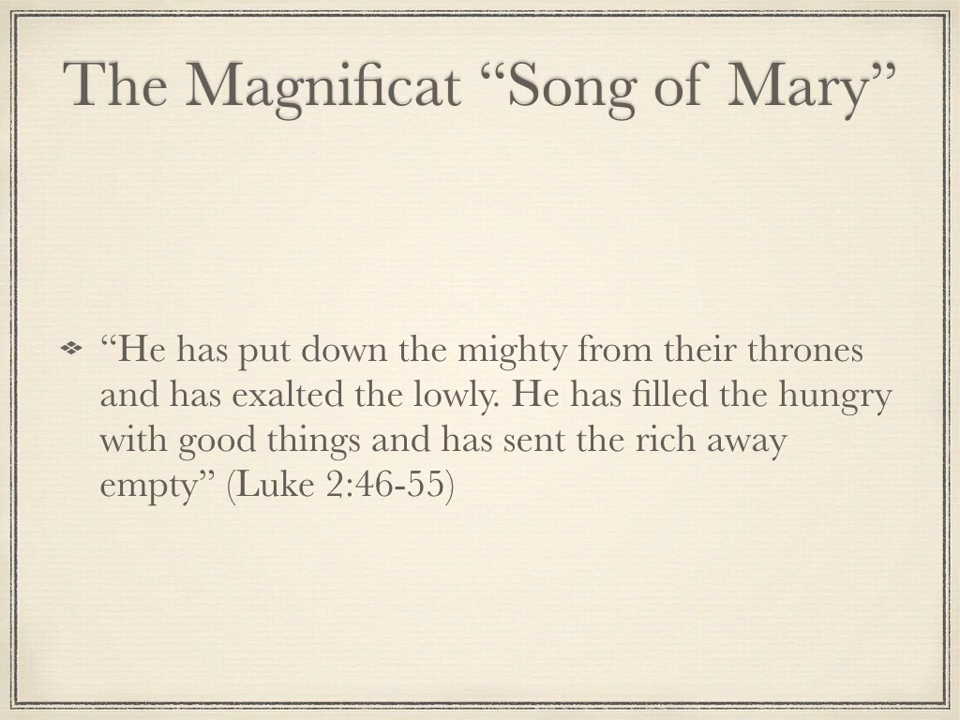 The Magnificat “Song of Mary”
“He has put down the mighty from their thrones
and has exalted the lowly. He has filled the hungry
with good things and has sent the rich away
empty” (Luke 2:46-55)